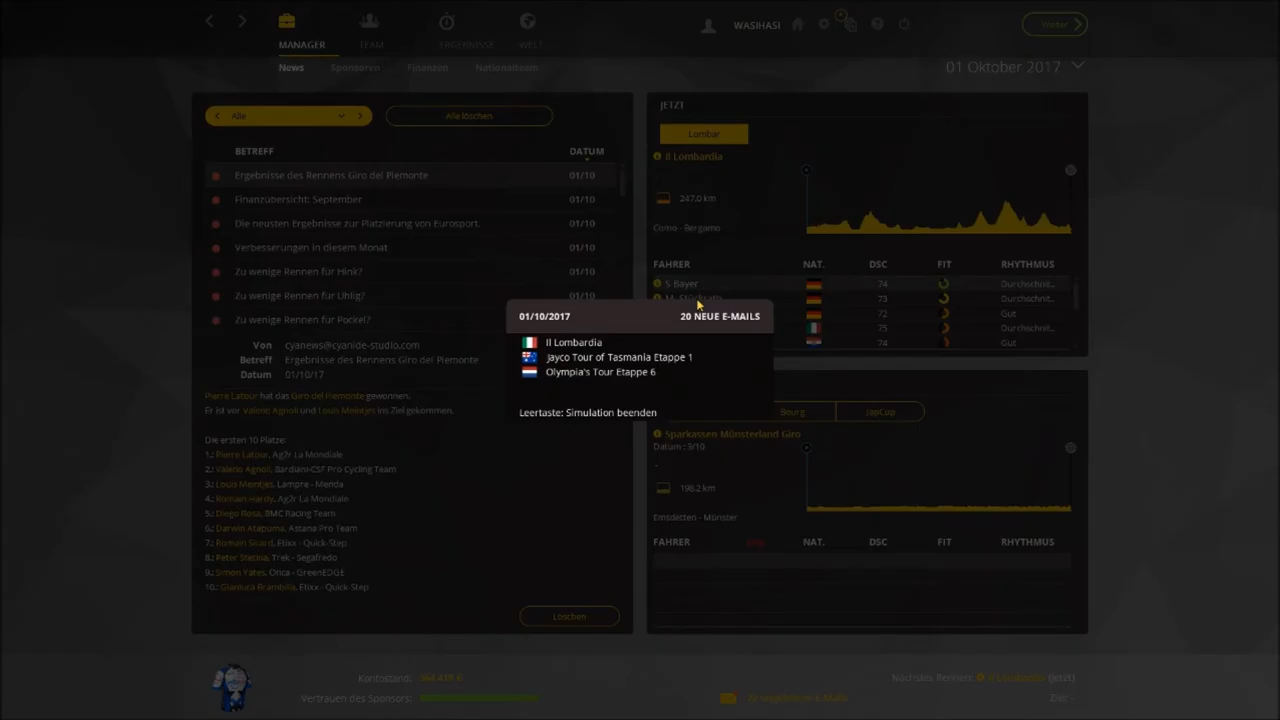 MANAGER
TEAM
ERGEBNISSE
WELT
WASIHASI
Weiter
News
Sponsoren
Finanzen
Nationalteam
01 Oktober 2017
Alle
Alle löschen
BETREFF
DATUM
Ergebnisse des Rennens Giro del Piemonte 01/10
Finanzübersicht: September 01/10
Die neusten Ergebnisse zur Platzierung von Eurosport. 01/10
Verbesserungen in diesem Monat 01/10
Zu wenige Rennen für Hink? 01/10
Zu wenige Rennen für Uhlig? 01/10
Zu wenige Rennen für Pockel?
Von cyanews@cyanide-studio.com
Betreff Ergebnisse des Rennens Giro del Piemonte
Datum 01/10/17
Pierre Latour hat das Giro del Piemonte gewonnen.
Er ist vor Valerio Agnoli und Louis Meintjes ins Ziel gekommen.
Die ersten 10 Plätze:
1.: Pierre Latour, Ag2r La Mondiale
2.: Valerio Agnoli, Bardiani-CSF Pro Cycling Team
3.: Louis Meintjes, Lampre - Merida
4.: Romain Hardy, Ag2r La Mondiale
5.: Diego Rosa, BMC Racing Team
6.: Darwin Atapuma, Astana Pro Team
7.: Romain Sicard, Etixx - Quick-Step
8.: Peter Stetina, Trek - Segafredo
9.: Simon Yates, Orica - GreenEDGE
10.: Gianluca Brambilla, Etixx - Quick-Step
Löschen
JETZT
Lombar
Il Lombardia
247.0 km
Como - Bergamo
FAHRER NAT. DSC FIT RHYTHMUS
S Bayer 74 Durchschnit..
M. Stückrath 73 Durchschnit..
72 Gut
75 Durchschnit..
74 Gut
01/10/2017 20 NEUE E-MAILS
Il Lombardia
Jayco Tour of Tasmania Etappe 1
Olympia's Tour Etappe 6
Leertaste: Simulation beenden
Bourg
JapCup
Sparkassen Münsterland Giro
Datum : 3/10
-
198.2 km
Emsdetten - Münster
FAHRER NAT. DSC FIT RHYTHMUS
Kontostand:
Vertrauen des Sponsors:
Nächstes Rennen: Il Lombardia (Jetzt)
Ziel: -